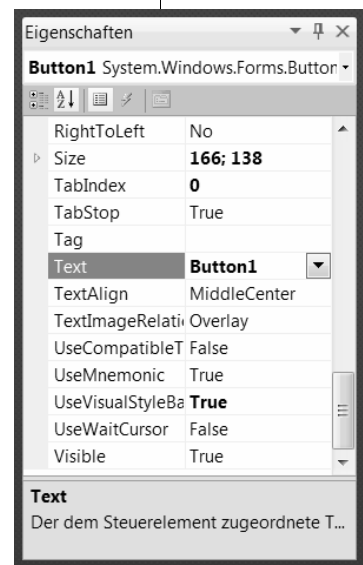 Eigenschaften
Button1 System.Windows.Forms.Button
RightToLeft No
Size 166; 138
TabIndex 0
TabStop True
Tag
Text Button1
TextAlign MiddleCenter
TextImageRelati Overlay
UseCompatibleT False
UseMnemonic True
UseVisualStyleBa True
UseWaitCursor False
Visible True
Text
Der dem Steuerelement zugeordnete T...